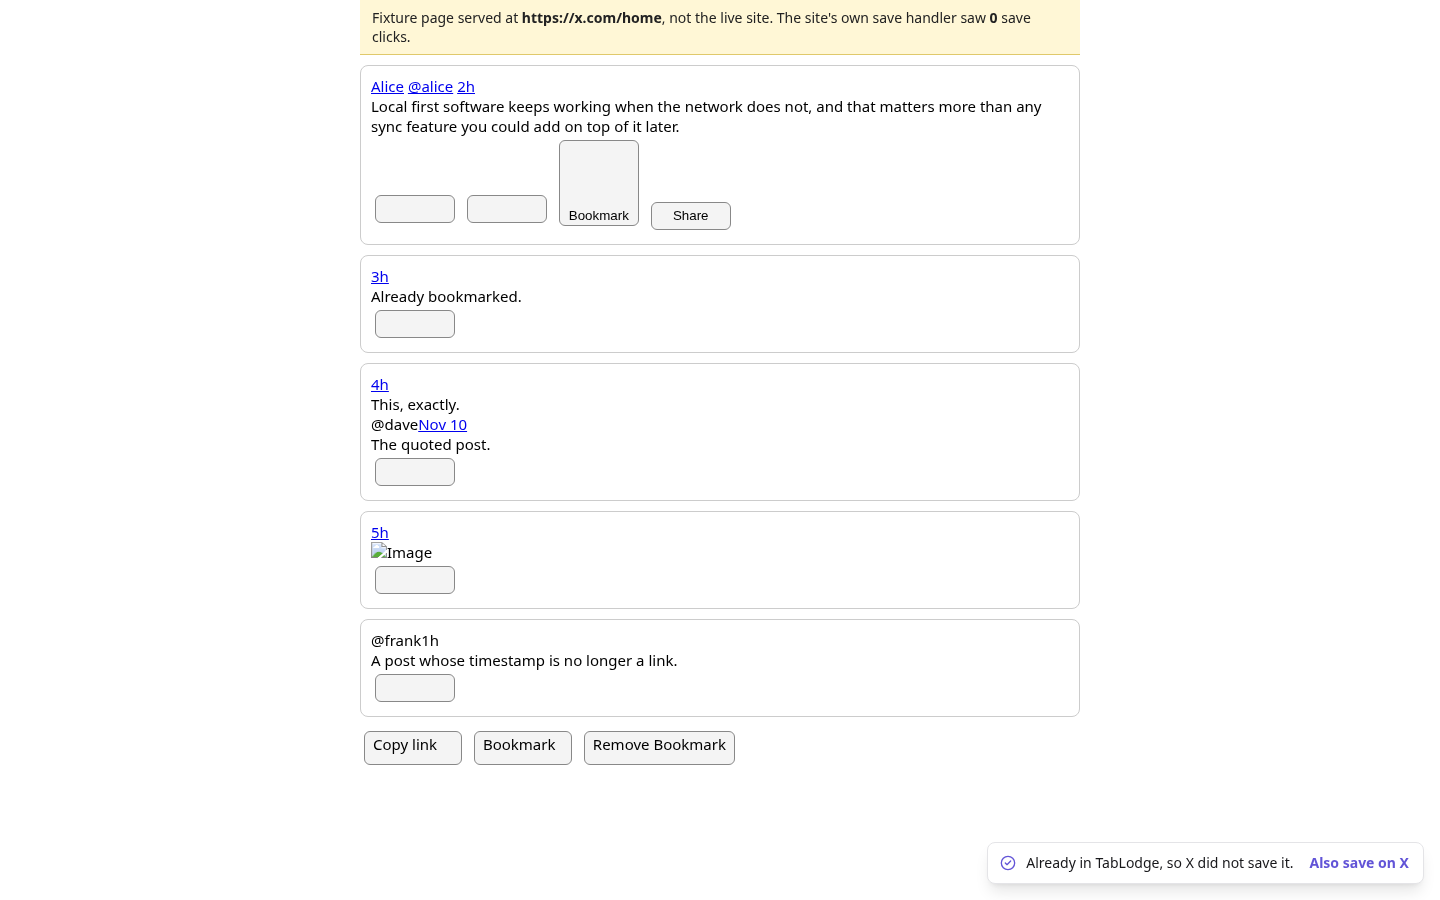 Fixture page served at https://x.com/home, not the live site. The site's own save handler saw 0 save
clicks.
Alice @alice 2h
Local first software keeps working when the network does not, and that matters more than any
sync feature you could add on top of it later.
Bookmark
Share
3h
Already bookmarked.
4h
This, exactly.
@daveNov 10
The quoted post.
5h
Image
@frank1h
A post whose timestamp is no longer a link.
Copy link
Bookmark
Remove Bookmark
Already in TabLodge, so X did not save it. Also save on X